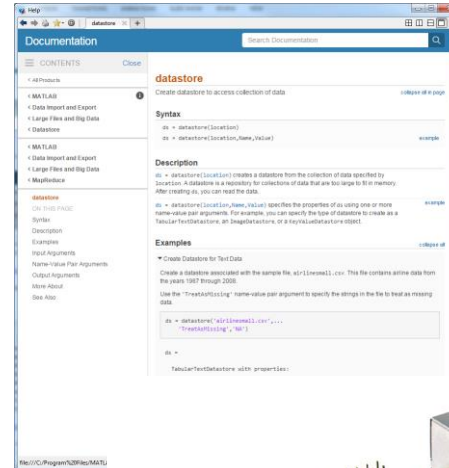 Help
datastore
Documentation
Search Documentation
CONTENTS
Close
‹ All Products
‹ MATLAB
‹ Data Import and Export
‹ Large Files and Big Data
‹ Datastore
‹ MATLAB
‹ Data Import and Export
‹ Large Files and Big Data
‹ MapReduce
datastore
ON THIS PAGE
Syntax
Description
Examples
Input Arguments
Name-Value Pair Arguments
Output Arguments
More About
See Also
datastore
Create datastore to access collection of data
collapse all in page
Syntax
ds = datastore(location)
ds = datastore(location,Name,Value)
example
Description
ds = datastore(location) creates a datastore from the collection of data specified by
location. A datastore is a repository for collections of data that are too large to fit in memory.
After creating ds, you can read the data.
ds = datastore(location,Name,Value) specifies the properties of ds using one or more
name-value pair arguments. For example, you can specify the type of datastore to create as a
TabularTextDatastore, an ImageDatastore, or a KeyValueDatastore object.
example
Examples
collapse all
Create Datastore for Text Data
Create a datastore associated with the sample file, airlinesmall.csv. This file contains airline data from
the years 1987 through 2008.
Use the 'TreatAsMissing' name-value pair argument to specify the strings in the file to treat as missing
data.
ds = datastore('airlinesmall.csv',...
'TreatAsMissing','NA')
ds =
TabularTextDatastore with properties:
file:///C:/Program%20Files/MATL